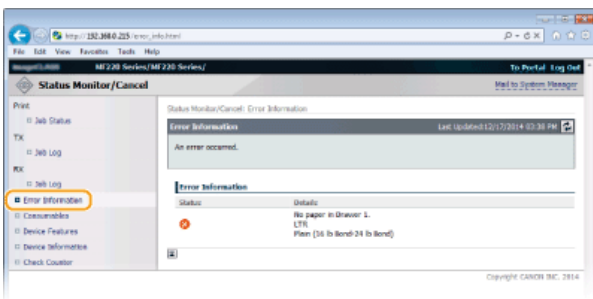 http://192.168.0.215/error_info.html
File Edit View Favorites Tools Help
MF220 Series/MF220 Series/
To Portal Log Out
Status Monitor/Cancel
Mail to System Manager
Print
Job Status
TX
Job Log
RX
Job Log
Error Information
Consumables
Device Features
Device Information
Check Counter
Status Monitor/Cancel: Error Information
Error Information
Last Updated:12/17/2014 03:38 PM
An error occurred.
Error Information
Status
Details
No paper in Drawer 1.
LTR
Plain (16 lb Bond-24 lb Bond)
Copyright CANON INC. 2014